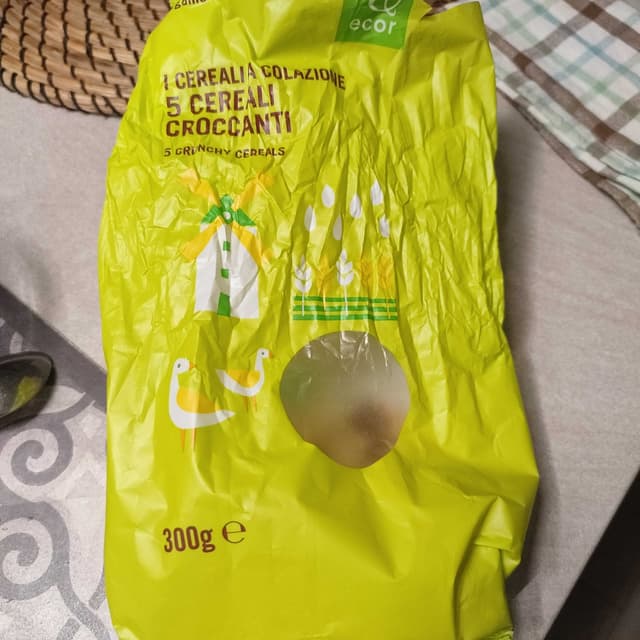 ecor
I CEREALI A COLAZIONE
5 CEREALI
CROCCANTI
5 CRUNCHY CEREALS
300g e